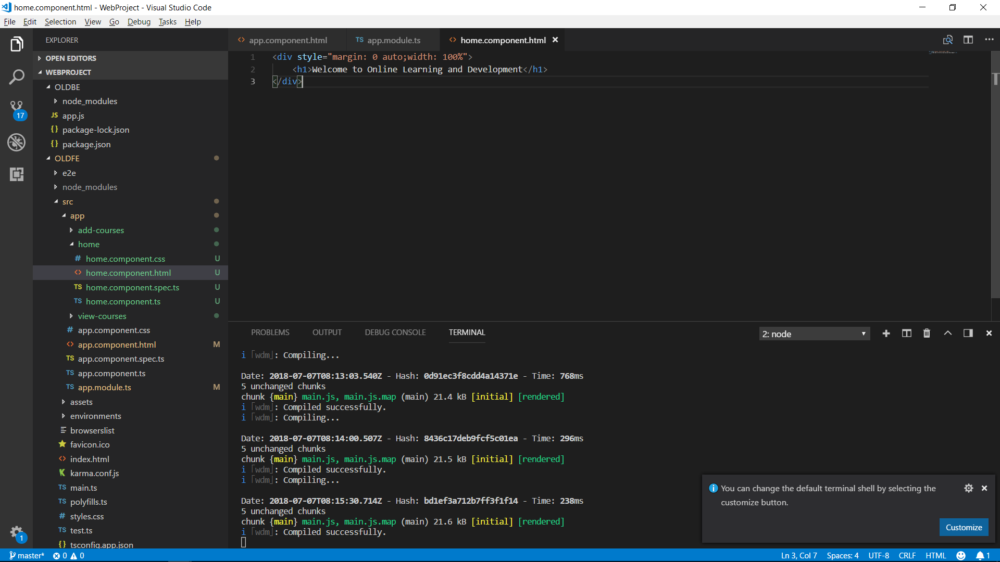 home.component.html - WebProject - Visual Studio Code
File Edit Selection View Go Debug Tasks Help
EXPLORER
OPEN EDITORS
WEBPROJECT
OLDBE
node_modules
JS app.js
{} package-lock.json
{} package.json
OLDFE
e2e
node_modules
src
app
add-courses
home
# home.component.css U
<> home.component.html U
TS home.component.spec.ts U
TS home.component.ts U
view-courses
# app.component.css
<> app.component.html M
TS app.component.spec.ts
TS app.component.ts
TS app.module.ts M
assets
environments
browserslist
favicon.ico
<> index.html
K karma.conf.js
TS main.ts
TS polyfills.ts
# styles.css
TS test.ts
{} tsconfig.app.json
17
1
<> app.component.html TS app.module.ts <> home.component.html
1 <div style="margin: 0 auto;width: 100%">
2 <h1>Welcome to Online Learning and Development</h1>
3 </div>
PROBLEMS OUTPUT DEBUG CONSOLE TERMINAL 2: node
i ｢wdm｣: Compiling...
Date: 2018-07-07T08:13:03.540Z - Hash: 0d91ec3f8cdd4a14371e - Time: 768ms
5 unchanged chunks
chunk {main} main.js, main.js.map (main) 21.4 kB [initial] [rendered]
i ｢wdm｣: Compiled successfully.
i ｢wdm｣: Compiling...
Date: 2018-07-07T08:14:00.507Z - Hash: 8436c17deb9fcf5c01ea - Time: 296ms
5 unchanged chunks
chunk {main} main.js, main.js.map (main) 21.5 kB [initial] [rendered]
i ｢wdm｣: Compiled successfully.
i ｢wdm｣: Compiling...
Date: 2018-07-07T08:15:30.714Z - Hash: bd1ef3a712b7ff3f1f14 - Time: 238ms
5 unchanged chunks
chunk {main} main.js, main.js.map (main) 21.6 kB [initial] [rendered]
i ｢wdm｣: Compiled successfully.
You can change the default terminal shell by selecting the
customize button.
Customize
master* 0 0 Ln 3, Col 7 Spaces: 4 UTF-8 CRLF HTML 1